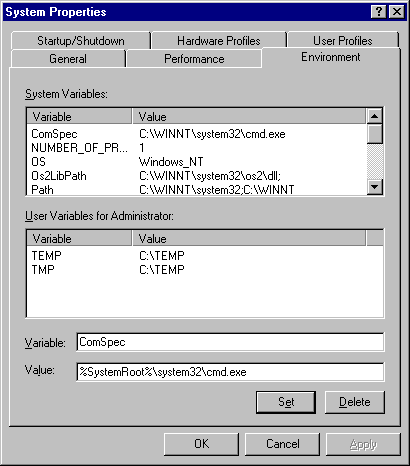 System Properties
Startup/Shutdown Hardware Profiles User Profiles
General Performance Environment
System Variables:
Variable Value
ComSpec C:\WINNT\system32\cmd.exe
NUMBER_OF_PR... 1
OS Windows_NT
Os2LibPath C:\WINNT\system32\os2\dll;
Path C:\WINNT\system32;C:\WINNT
User Variables for Administrator:
Variable Value
TEMP C:\TEMP
TMP C:\TEMP
Variable: ComSpec
Value: %SystemRoot%\system32\cmd.exe
Set Delete
OK Cancel Apply